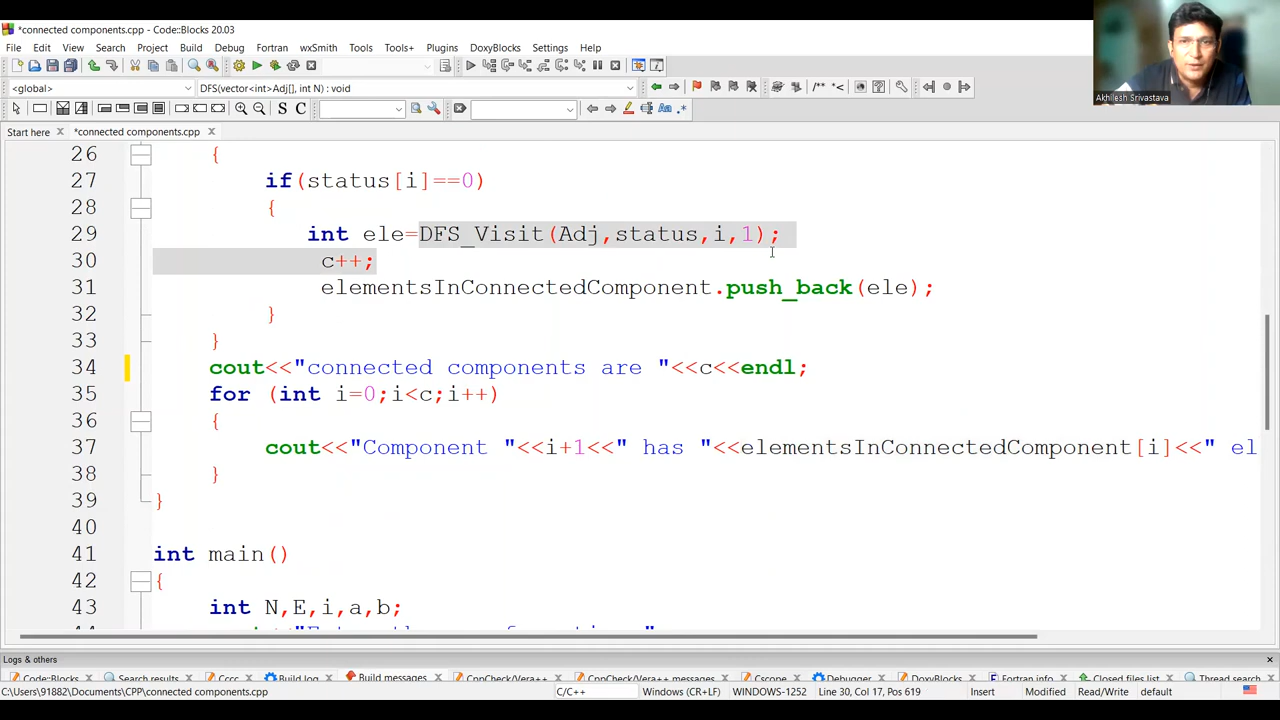 *connected components.cpp - Code::Blocks 20.03
File Edit View Search Project Build Debug Fortran wxSmith Tools Tools+ Plugins DoxyBlocks Settings Help
Akhilesh Srivastava
<global> DFS(vector<int>Adj[], int N) : void
Start here *connected components.cpp
26 {
27 if(status[i]==0)
28 {
29 int ele=DFS_Visit(Adj,status,i,1);
30 c++;
31 elementsInConnectedComponent.push_back(ele);
32 }
33 }
34 cout<<"connected components are "<<c<<endl;
35 for (int i=0;i<c;i++)
36 {
37 cout<<"Component "<<i+1<<" has "<<elementsInConnectedComponent[i]<<" el
38 }
39 }
40
41 int main()
42 {
43 int N,E,i,a,b;
Logs & others
Code::Blocks Search results Cccc Build log Build messages CppCheck/Vera++ CppCheck/Vera++ messages Cscope Debugger DoxyBlocks Fortran info Closed files list Thread search
C:\Users\91882\Documents\CPP\connected components.cpp C/C++ Windows (CR+LF) WINDOWS-1252 Line 30, Col 17, Pos 619 Insert Modified Read/Write default